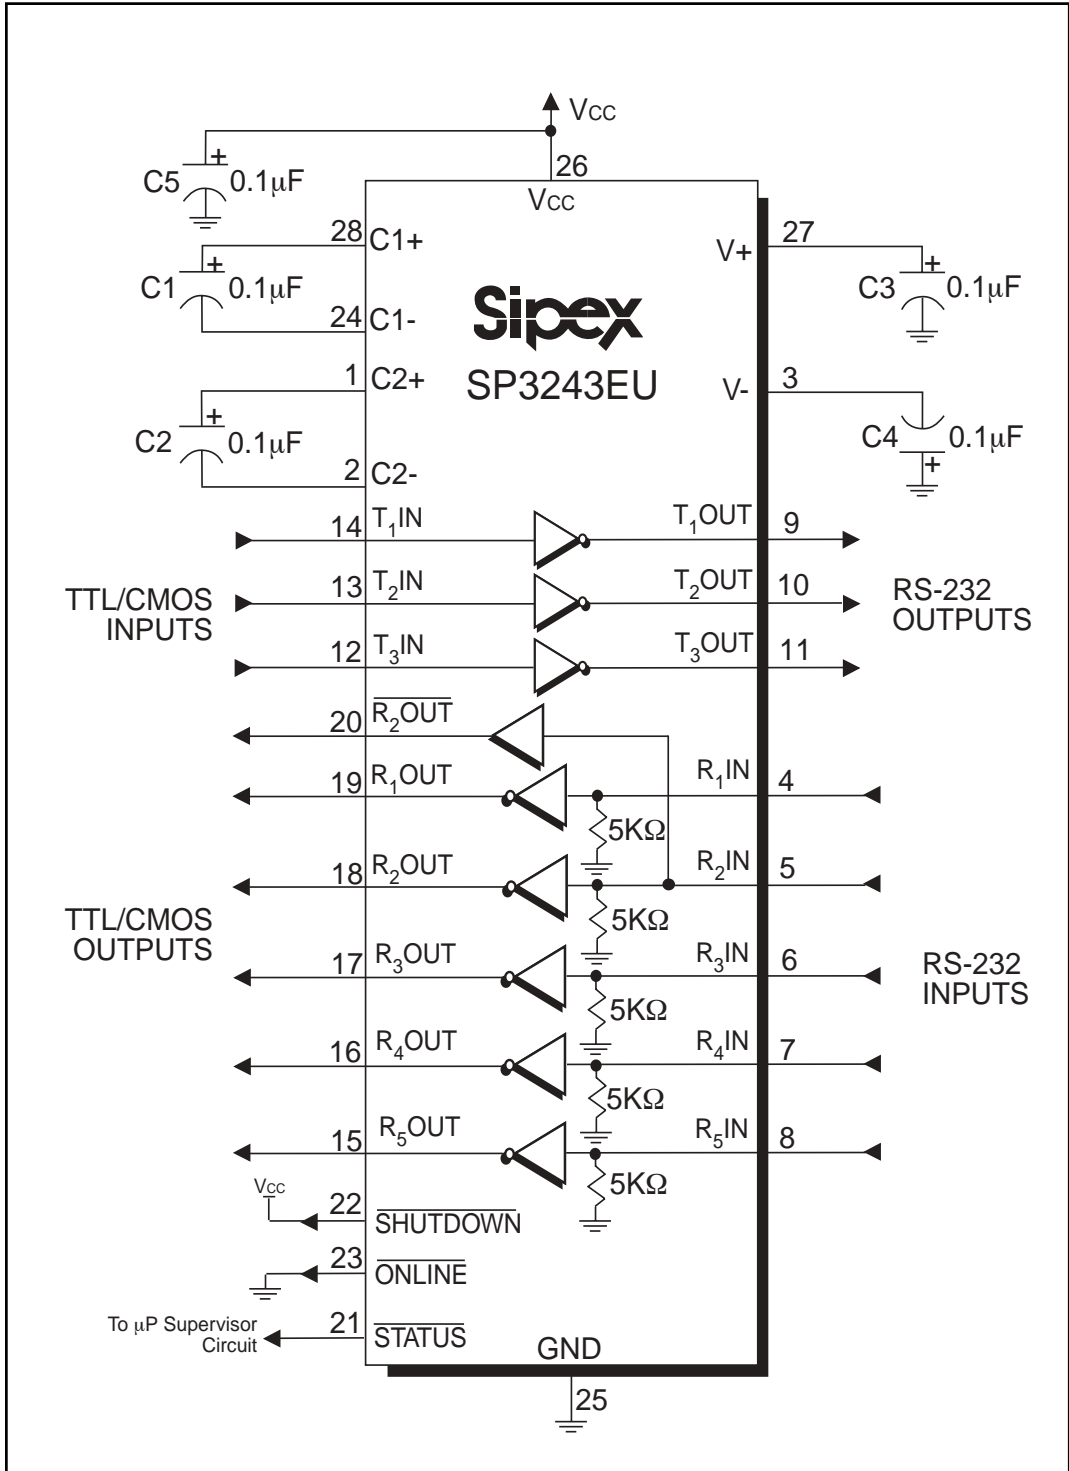 VCC
26
VCC
C5
+
0.1μF
28
C1+
C1
+
0.1μF
24
C1-
1
C2+
C2
+
0.1μF
2
C2-
V+
27
C3
+
0.1μF
V-
3
C4
0.1μF
+
Sipex
SP3243EU
14
T1IN
T1OUT
9
13
T2IN
T2OUT
10
TTL/CMOS
INPUTS
RS-232
OUTPUTS
12
T3IN
T3OUT
11
20
R2OUT
19
R1OUT
R1IN
4
5KΩ
18
R2OUT
R2IN
5
5KΩ
TTL/CMOS
OUTPUTS
17
R3OUT
R3IN
6
5KΩ
RS-232
INPUTS
16
R4OUT
R4IN
7
5KΩ
15
R5OUT
R5IN
8
5KΩ
VCC
22
SHUTDOWN
23
ONLINE
To μP Supervisor
Circuit
21
STATUS
GND
25